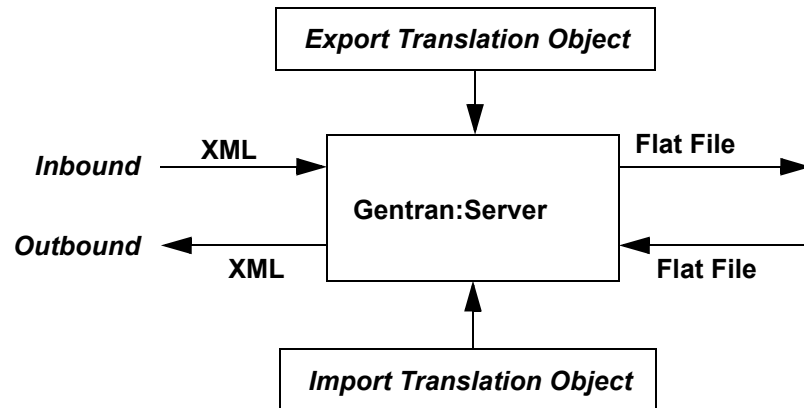 Export Translation Object
XML
Flat File
Inbound
Gentran:Server
Outbound
XML
Flat File
Import Translation Object